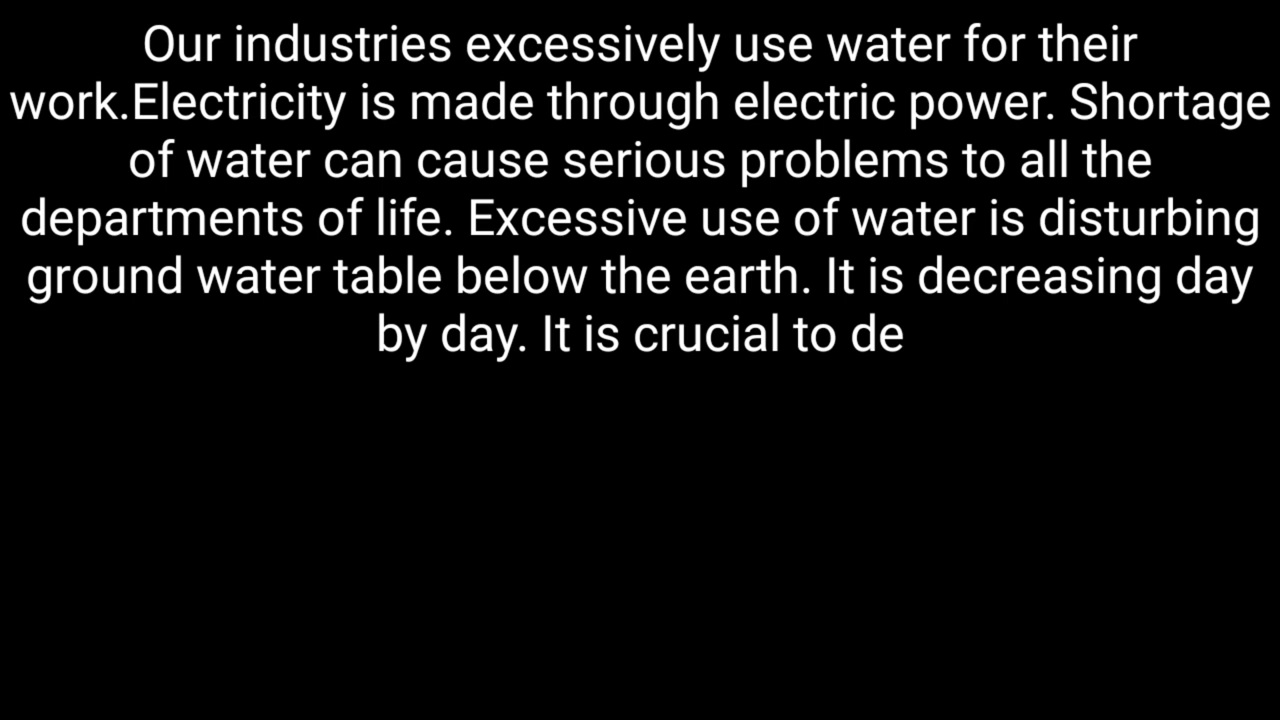 Our industries excessively use water for their
work.Electricity is made through electric power. Shortage
of water can cause serious problems to all the
departments of life. Excessive use of water is disturbing
ground water table below the earth. It is decreasing day
by day. It is crucial to de